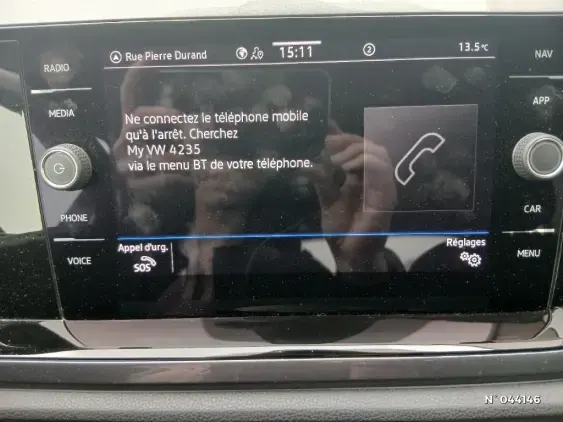 Rue Pierre Durand 15:11 2 13.5°C
RADIO
NAV
MEDIA
APP
Ne connectez le téléphone mobile
qu'à l'arrêt. Cherchez
My VW 4235
via le menu BT de votre téléphone.
PHONE
CAR
VOICE
MENU
Appel d'urg.
SOS
Réglages
N°044146